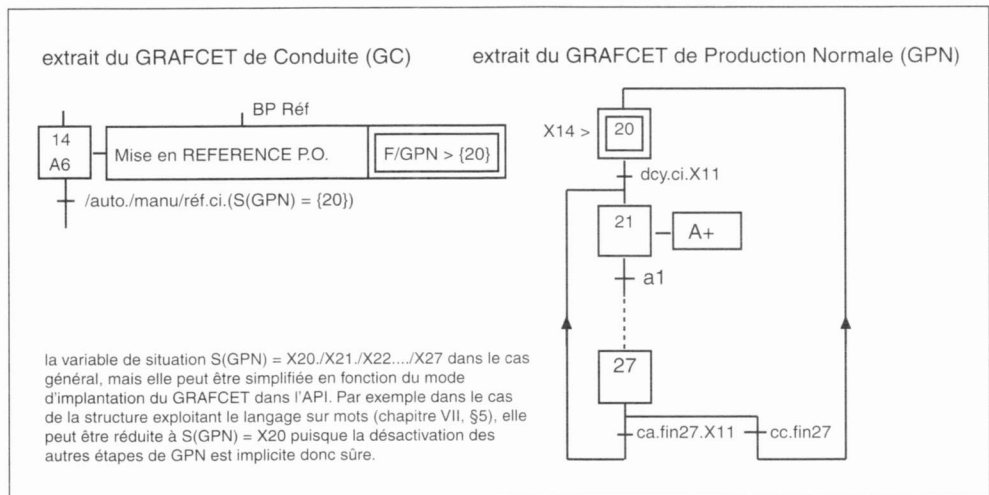 extrait du GRAFCET de Conduite (GC)
BP Réf
14
A6
Mise en REFERENCE P.O.
F/GPN > {20}
/auto./manu/réf.ci.(S(GPN) = {20})
la variable de situation S(GPN) = X20./X21./X22..../X27 dans le cas
général, mais elle peut être simplifiée en fonction du mode
d'implantation du GRAFCET dans l'API. Par exemple dans le cas
de la structure exploitant le langage sur mots (chapitre VII, §5), elle
peut être réduite à S(GPN) = X20 puisque la désactivation des
autres étapes de GPN est implicite donc sûre.
extrait du GRAFCET de Production Normale (GPN)
X14 >
20
dcy.ci.X11
21
A+
a1
27
ca.fin27.X11
cc.fin27